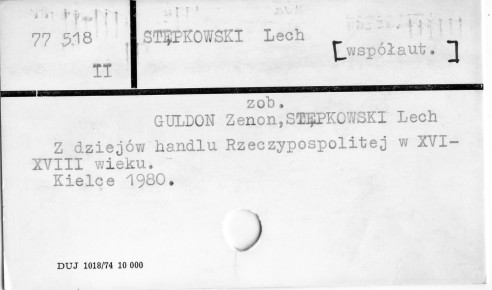 77 518 STĘPKOWSKI Lech
[współaut.]
II
zob.
GULDON Zenon, STĘPKOWSKI Lech
Z dziejów handlu Rzeczypospolitej w XVI-
XVIII wieku.
Kielce 1980.
DUJ 1018/74 10 000